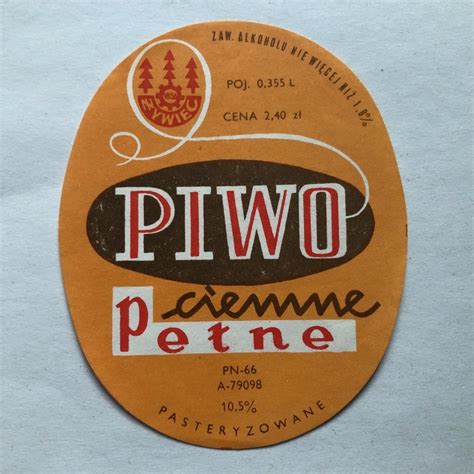 ZAW. ALKOHOLU NIE WIĘCEJ NIŻ 1,8%
ŻYWIEC
POJ. 0,355 L
CENA 2,40 zł
PIWO
ciemne
Pełne
PN-66
A-79098
10.5%
PASTERYZOWANE